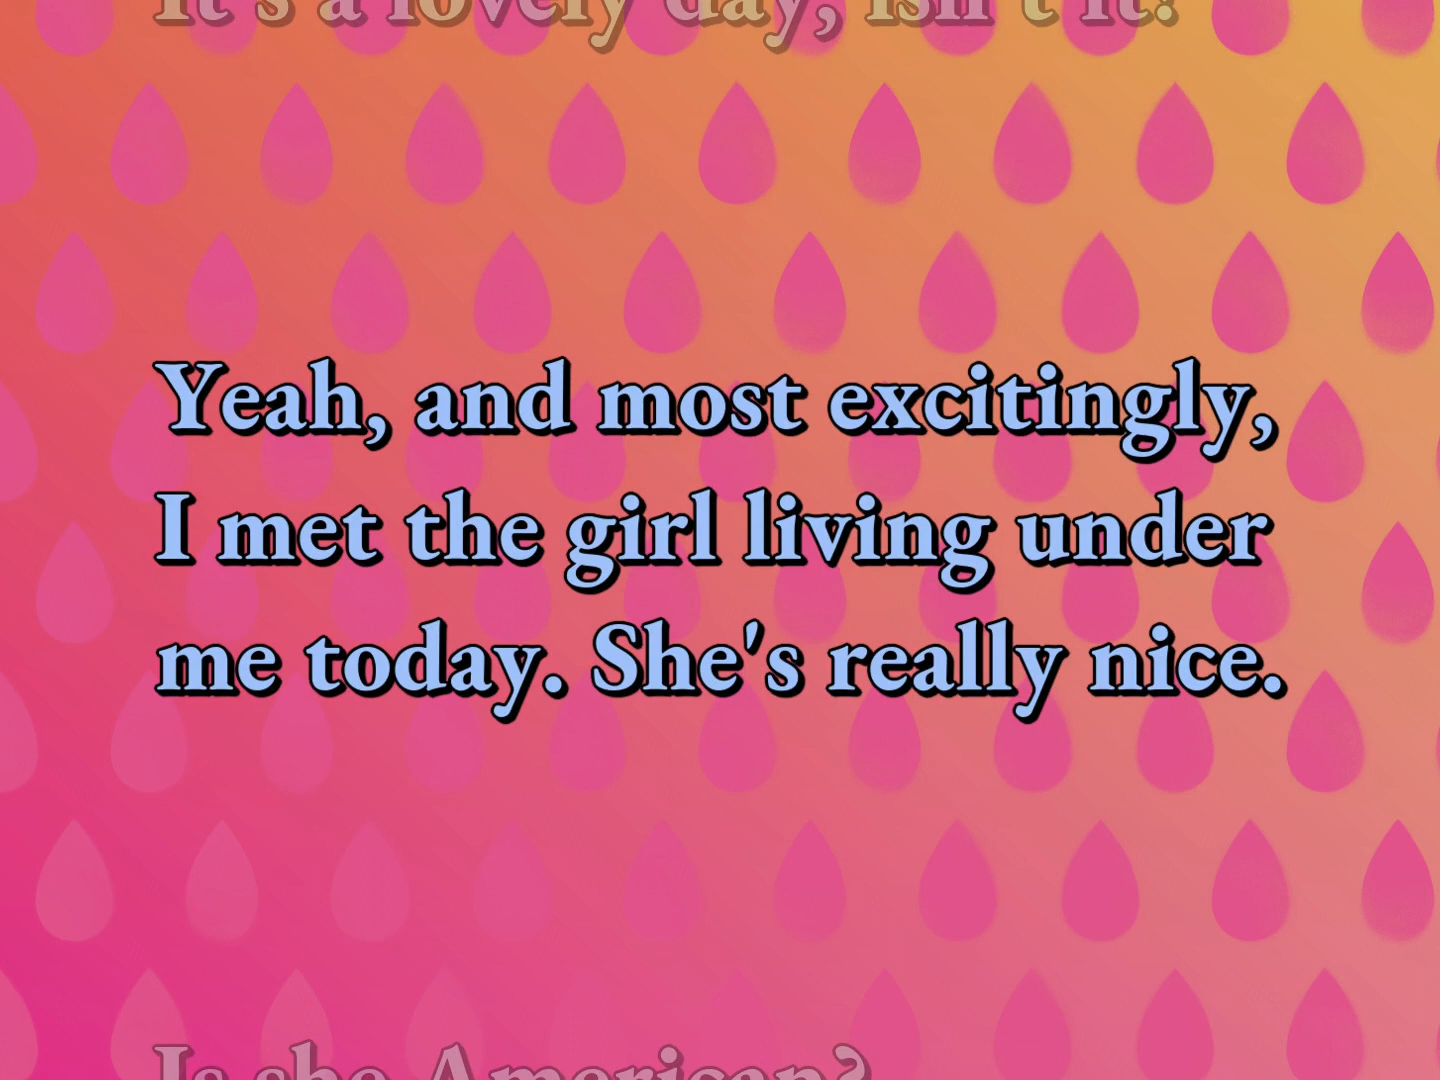 It's a lovely day, isn't it?
Yeah, and most excitingly,
I met the girl living under
me today. She's really nice.
Is she American?